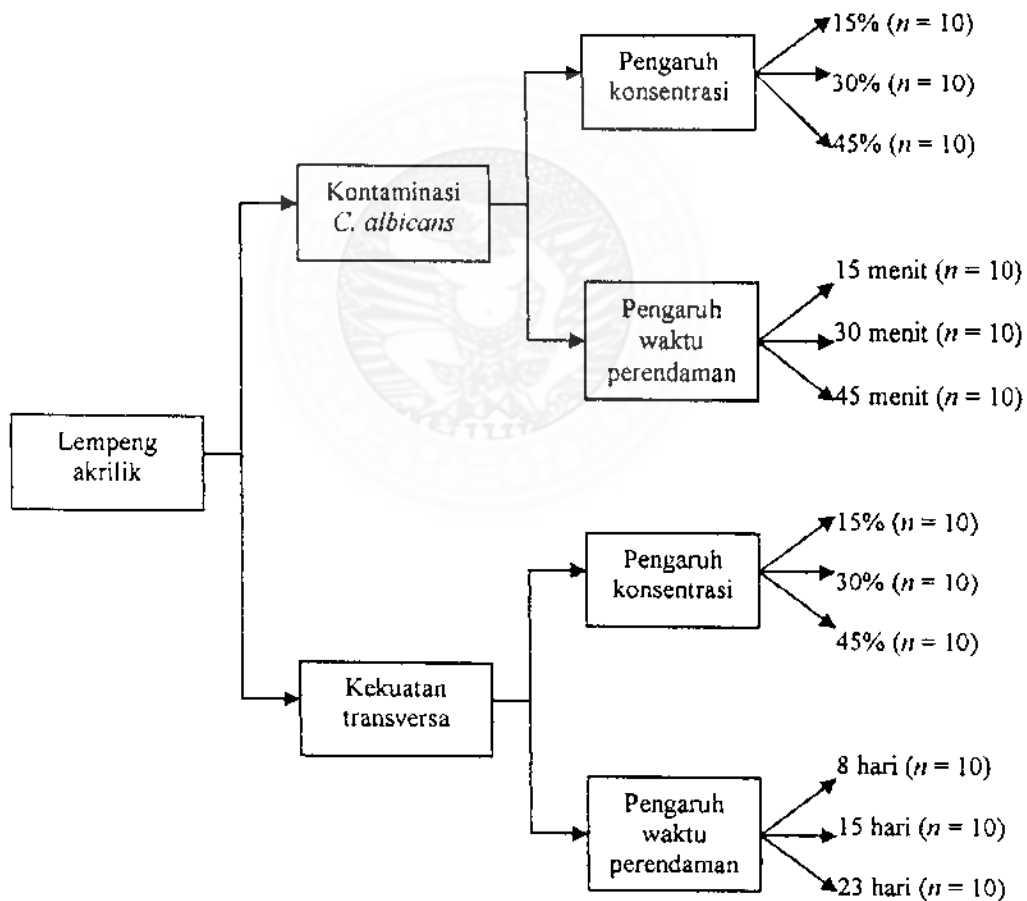 Lempeng
akrilik
Kontaminasi
C. albicans
Pengaruh
konsentrasi
15% (n = 10)
30% (n = 10)
45% (n = 10)
Pengaruh
waktu
perendaman
15 menit (n = 10)
30 menit (n = 10)
45 menit (n = 10)
Kekuatan
transversa
Pengaruh
konsentrasi
15% (n = 10)
30% (n = 10)
45% (n = 10)
Pengaruh
waktu
perendaman
8 hari (n = 10)
15 hari (n = 10)
23 hari (n = 10)